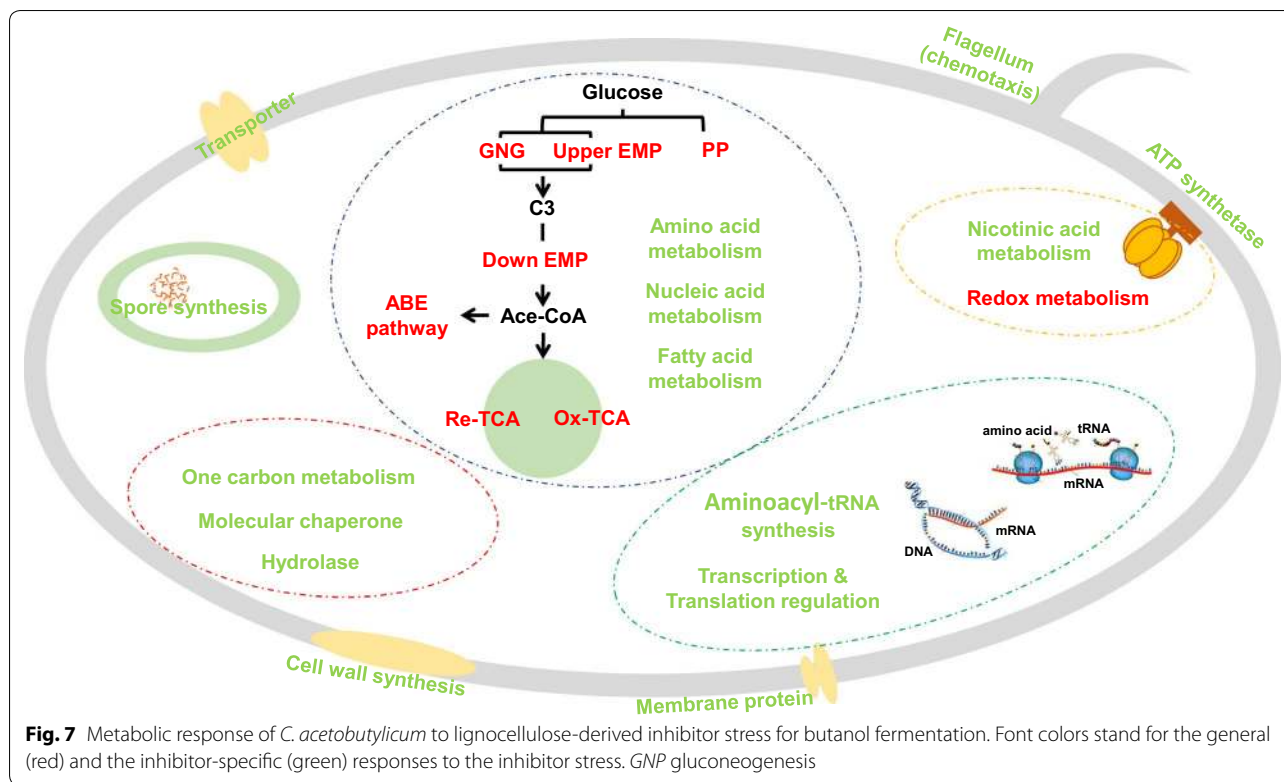 Flagellum
(chemotaxis)
Transporter
ATP synthetase
Glucose
GNG
Upper EMP
PP
C3
Down EMP
ABE
pathway
Ace-CoA
Re-TCA
Ox-TCA
Amino acid
metabolism
Nucleic acid
metabolism
Fatty acid
metabolism
Nicotinic acid
metabolism
Redox metabolism
Spore synthesis
One carbon metabolism
Molecular chaperone
Hydrolase
amino acid
tRNA
mRNA
Aminoacyl-tRNA
synthesis
mRNA
DNA
Transcription &
Translation regulation
Cell wall synthesis
Membrane protein
Fig. 7 Metabolic response of C. acetobutylicum to lignocellulose-derived inhibitor stress for butanol fermentation. Font colors stand for the general
(red) and the inhibitor-specific (green) responses to the inhibitor stress. GNP gluconeogenesis